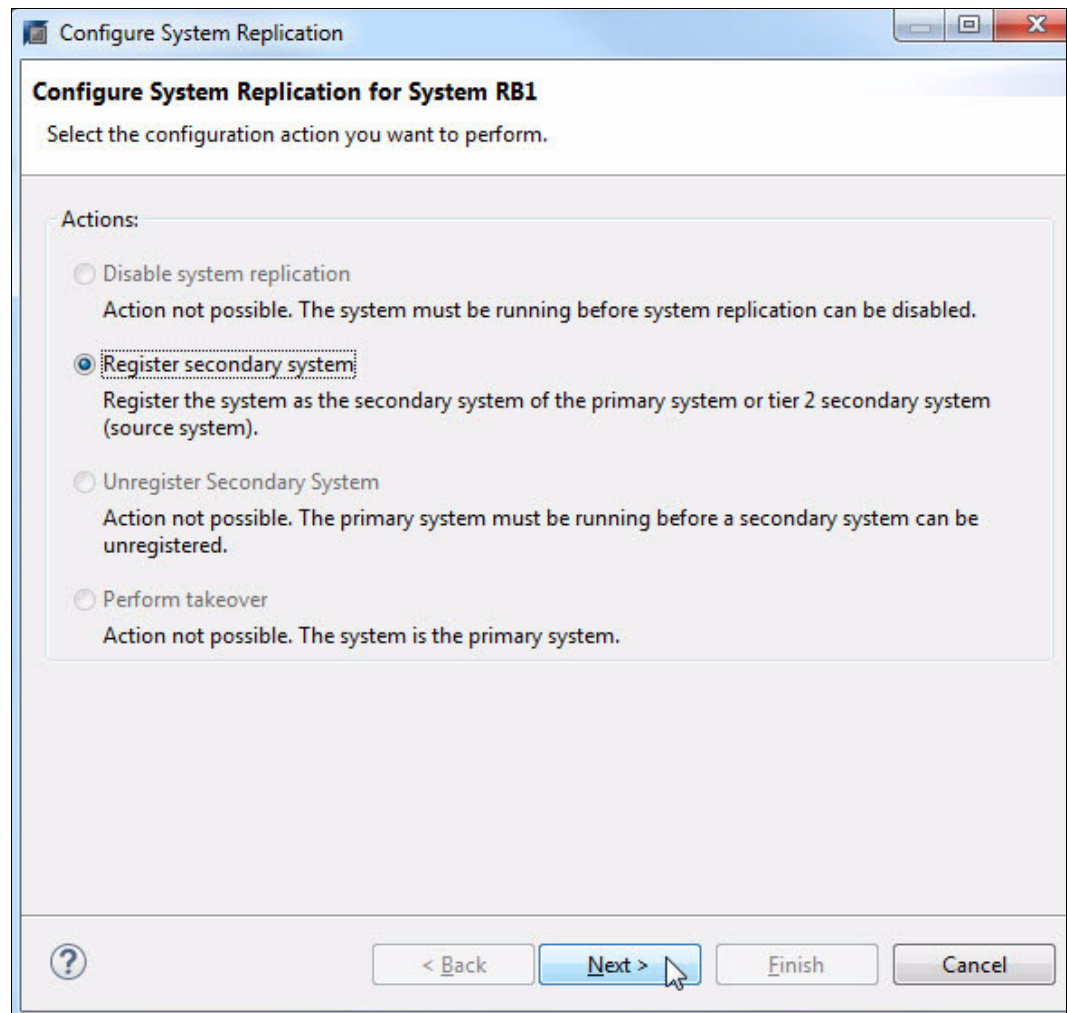 Configure System Replication
Configure System Replication for System RB1
Select the configuration action you want to perform.
Actions:
Disable system replication
Action not possible. The system must be running before system replication can be disabled.
Register secondary system
Register the system as the secondary system of the primary system or tier 2 secondary system
(source system).
Unregister Secondary System
Action not possible. The primary system must be running before a secondary system can be
unregistered.
Perform takeover
Action not possible. The system is the primary system.
?
< Back
Next >
Finish
Cancel